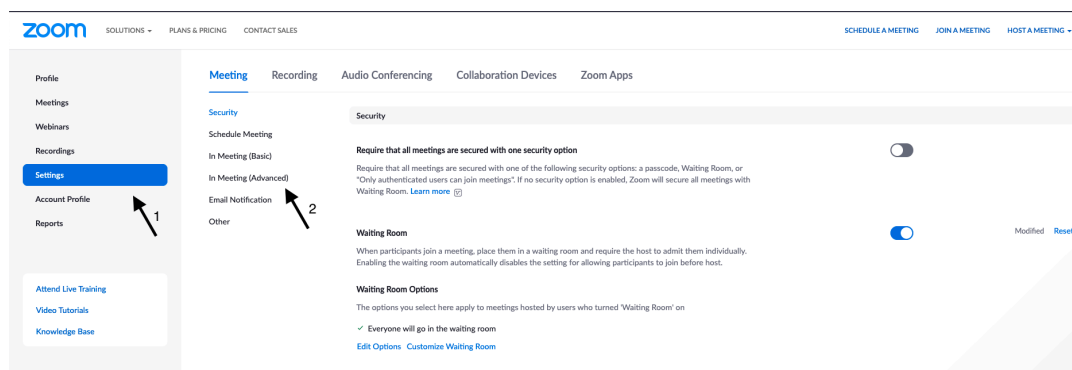 zoom SOLUTIONS PLANS & PRICING CONTACT SALES SCHEDULE A MEETING JOIN A MEETING HOST A MEETING
Profile
Meetings
Webinars
Recordings
Settings
Account Profile
Reports
1
Attend Live Training
Video Tutorials
Knowledge Base
Meeting Recording Audio Conferencing Collaboration Devices Zoom Apps
Security
Schedule Meeting
In Meeting (Basic)
In Meeting (Advanced)
Email Notification
Other
2
Security
Require that all meetings are secured with one security option
Require that all meetings are secured with one of the following security options: a passcode, Waiting Room, or
"Only authenticated users can join meetings". If no security option is enabled, Zoom will secure all meetings with
Waiting Room. Learn more
Waiting Room
Modified Reset
When participants join a meeting, place them in a waiting room and require the host to admit them individually.
Enabling the waiting room automatically disables the setting for allowing participants to join before host.
Waiting Room Options
The options you select here apply to meetings hosted by users who turned 'Waiting Room' on
✓ Everyone will go in the waiting room
Edit Options Customize Waiting Room